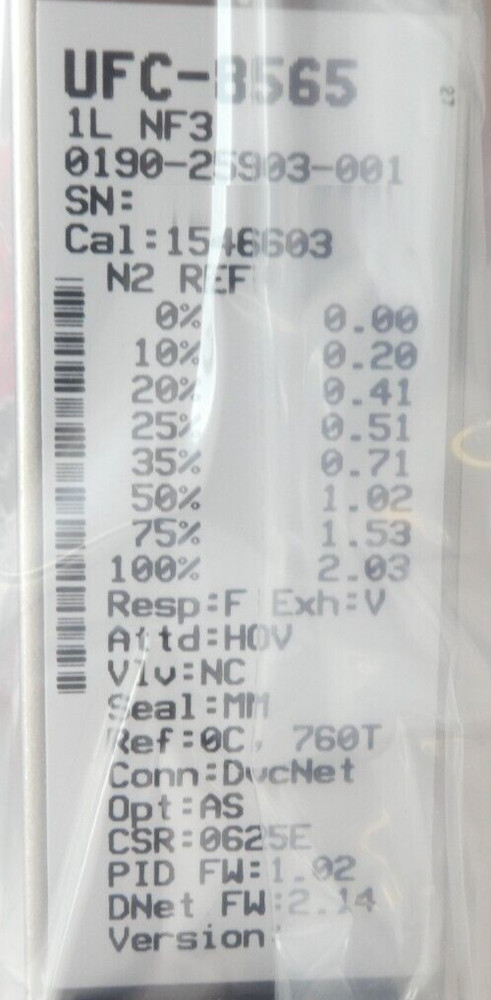 UFC-8565
27
1L NF3
0190-25903-001
SN:
Cal:1546603
N2 REF
0% 0.00
10% 0.20
20% 0.41
25% 0.51
35% 0.71
50% 1.02
75% 1.53
100% 2.03
Resp:F Exh:V
Attd:HOV
Vlv:NC
Seal:MM
Ref:0C, 760T
Conn:DvcNet
Opt:AS
CSR:0625E
PID FW:1.02
DNet FW:2.14
Version: